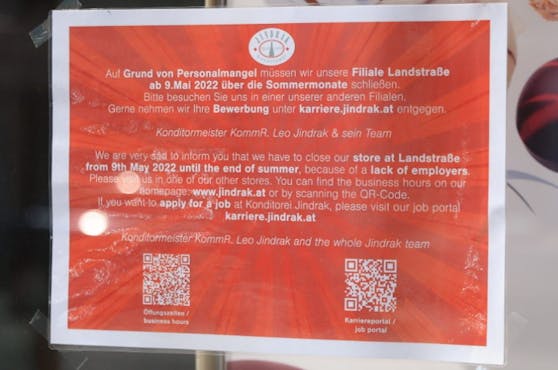 JINDRAK
Auf Grund von Personalmangel müssen wir unsere Filiale Landstraße
ab 9.Mai 2022 über die Sommermonate schließen.
Bitte besuchen Sie uns in einer unserer anderen Filialen.
Gerne nehmen wir Ihre Bewerbung unter karriere.jindrak.at entgegen.
Konditormeister KommR. Leo Jindrak & sein Team
We are very sad to inform you that we have to close our store at Landstraße
from 9th May 2022 until the end of summer, because of a lack of employers.
Please visit us in one of our other stores. You can find the business hours on our
homepage: www.jindrak.at or by scanning the QR-Code.
If you want to apply for a job at Konditorei Jindrak, please visit our job portal
karriere.jindrak.at
Konditormeister KommR. Leo Jindrak and the whole Jindrak team
Öffnungszeiten /
business hours
Karriereportal /
job portal